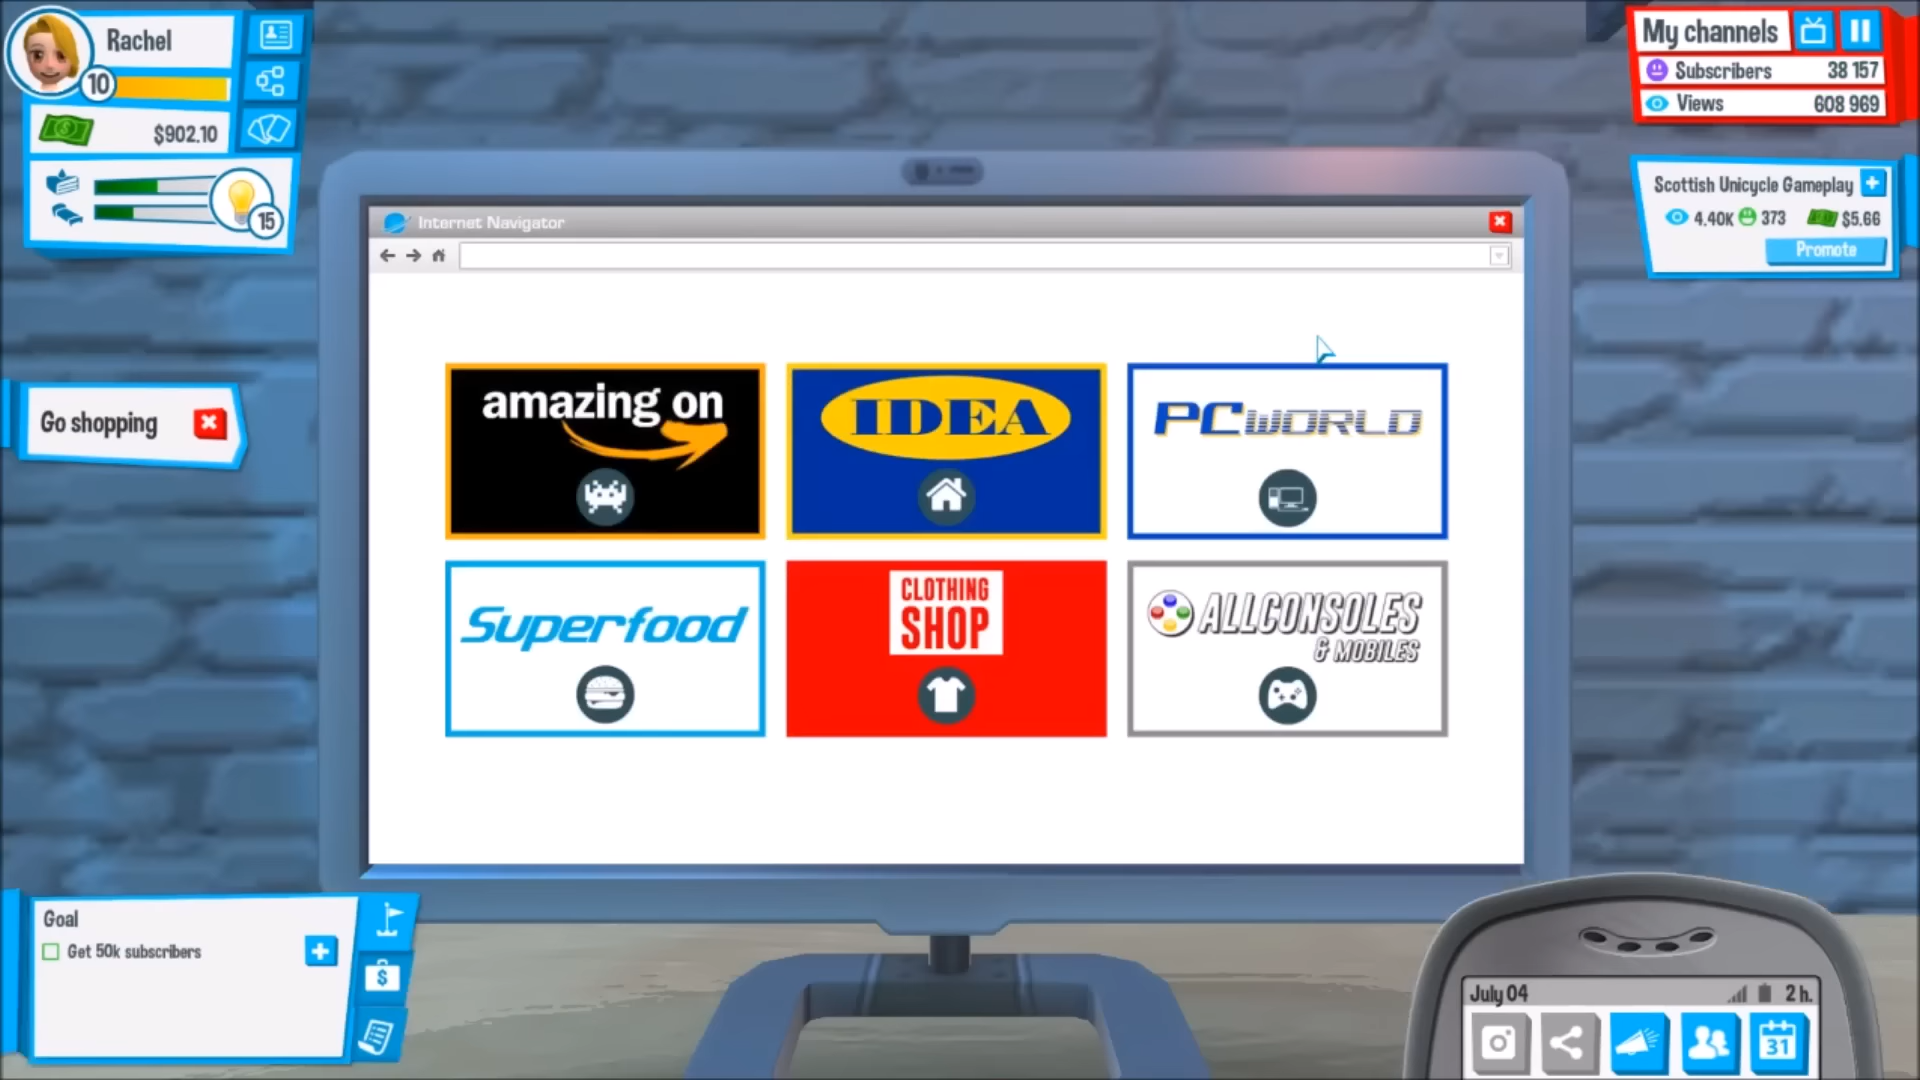 Rachel
10
$902.10
15
My channels
Subscribers 38 157
Views 608 969
Scottish Unicycle Gameplay
4.40K 373 $5.66
Promote
Internet Navigator
Go shopping
amazing on
IDEA
PC WORLD
Superfood
CLOTHING
SHOP
ALLCONSOLES
& MOBILES
Goal
Get 50k subscribers
July 04 2 h.
31